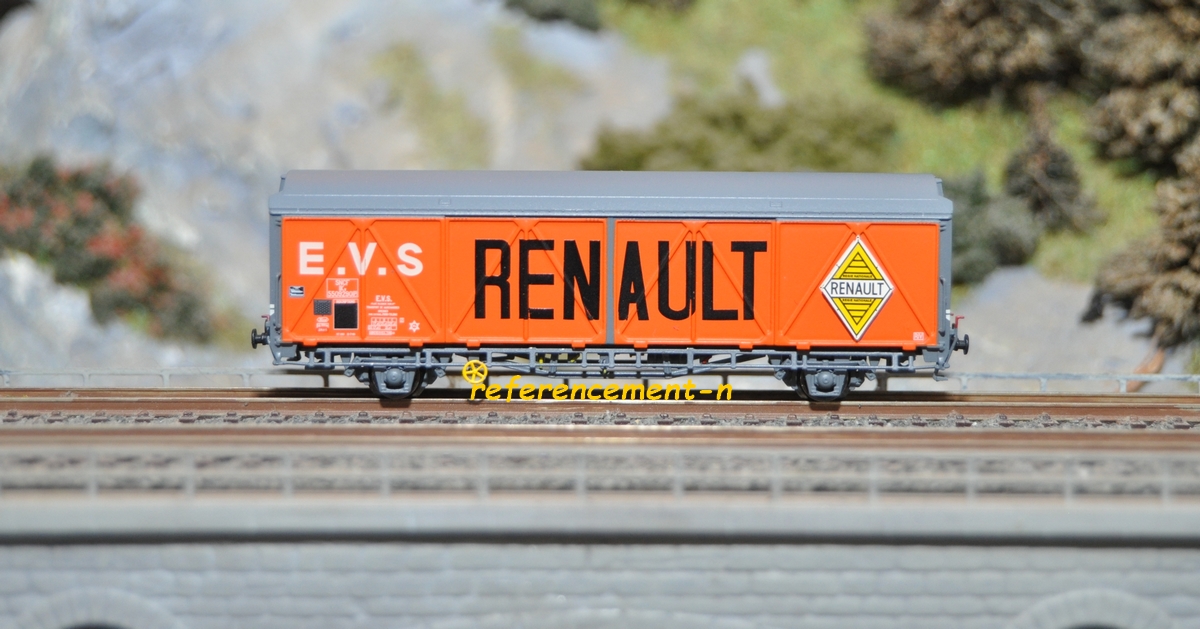 E.V.S
RENAULT
RENAULT
E.V.S.
referencement-n